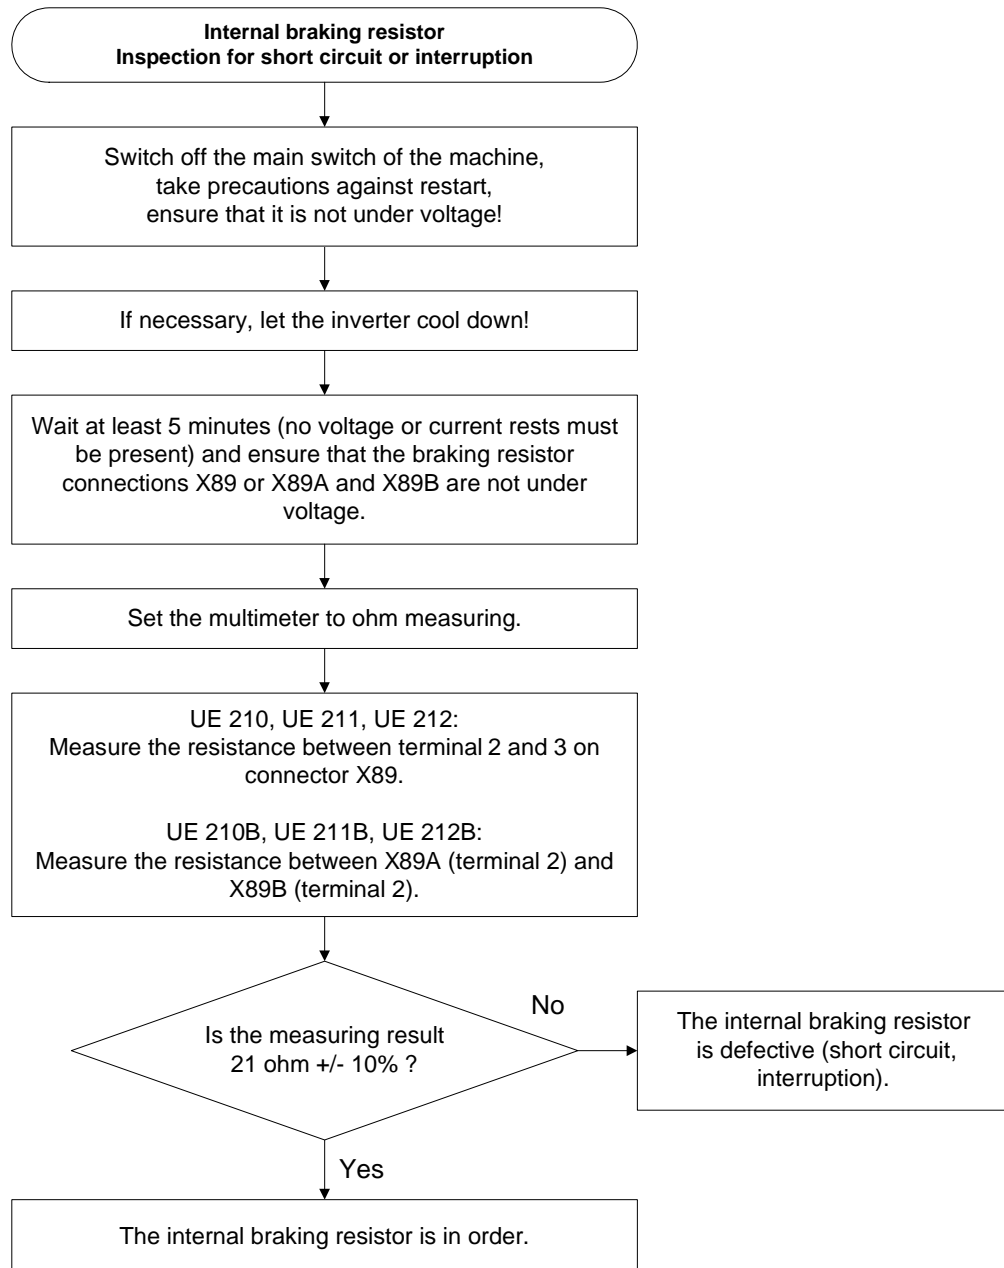 Internal braking resistor
Inspection for short circuit or interruption
Switch off the main switch of the machine,
take precautions against restart,
ensure that it is not under voltage!
If necessary, let the inverter cool down!
Wait at least 5 minutes (no voltage or current rests must
be present) and ensure that the braking resistor
connections X89 or X89A and X89B are not under
voltage.
Set the multimeter to ohm measuring.
UE 210, UE 211, UE 212:
Measure the resistance between terminal 2 and 3 on
connector X89.
UE 210B, UE 211B, UE 212B:
Measure the resistance between X89A (terminal 2) and
X89B (terminal 2).
Is the measuring result
21 ohm +/- 10% ?
No
The internal braking resistor
is defective (short circuit,
interruption).
Yes
The internal braking resistor is in order.